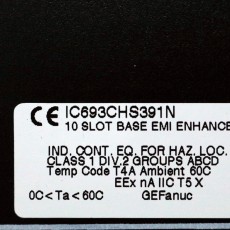 CE IC693CHS391N
10 SLOT BASE EMI ENHANCE
IND. CONT. EQ. FOR HAZ. LOC.
CLASS 1 DIV.2 GROUPS ABCD
Temp Code T4A Ambient 60C
EEx nA IIC T5 X
0C<Ta<60C GEFanuc